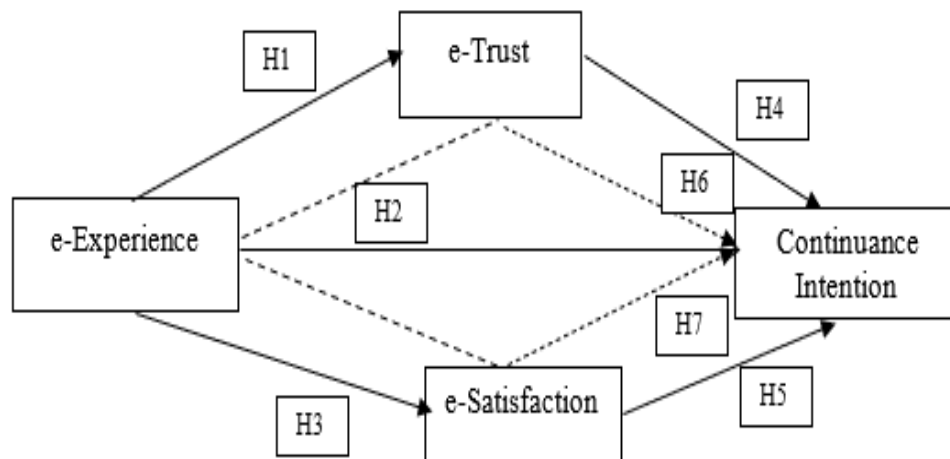 e-Trust
H1
H4
H6
H2
e-Experience
Continuance
Intention
H7
e-Satisfaction
H5
H3